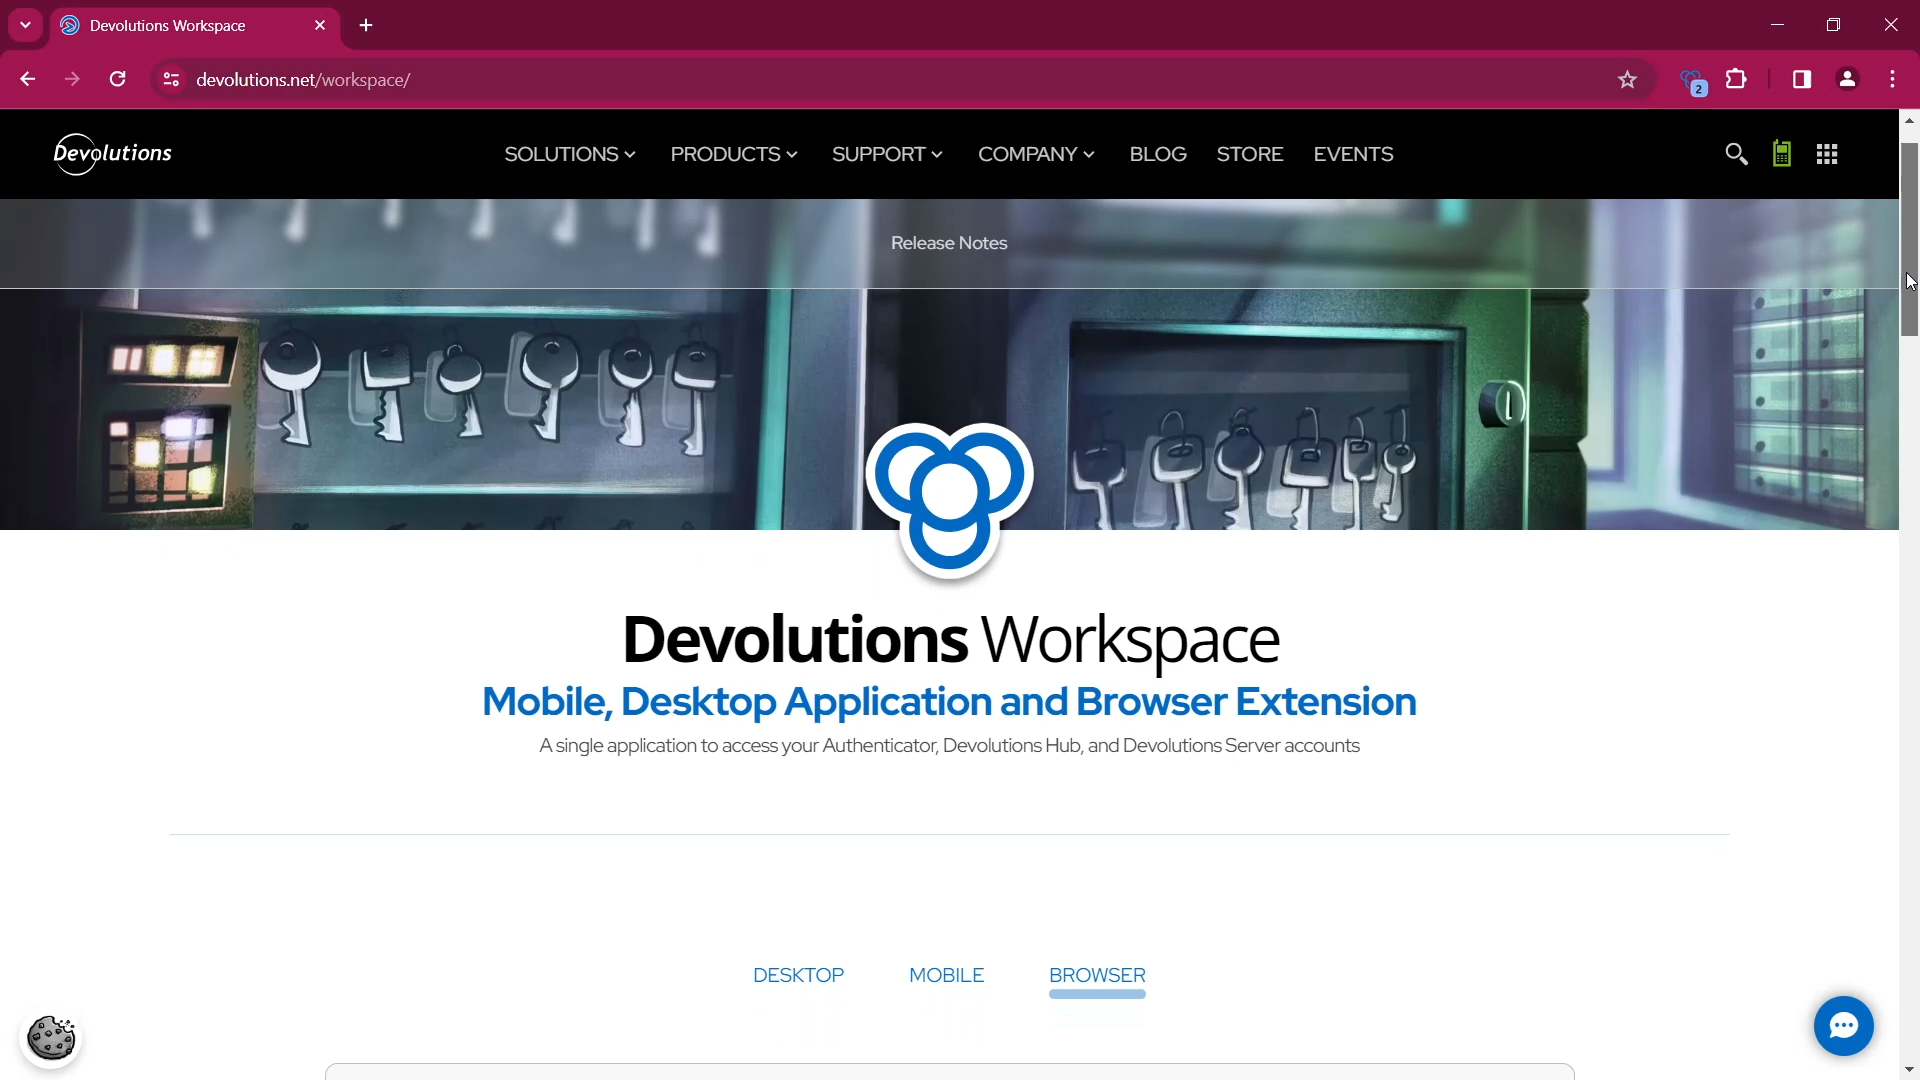 Devolutions Workspace
devolutions.net/workspace/
2
Devolutions
SOLUTIONS
PRODUCTS
SUPPORT
COMPANY
BLOG
STORE
EVENTS
Release Notes
Devolutions Workspace
Mobile, Desktop Application and Browser Extension
A single application to access your Authenticator, Devolutions Hub, and Devolutions Server accounts
DESKTOP
MOBILE
BROWSER